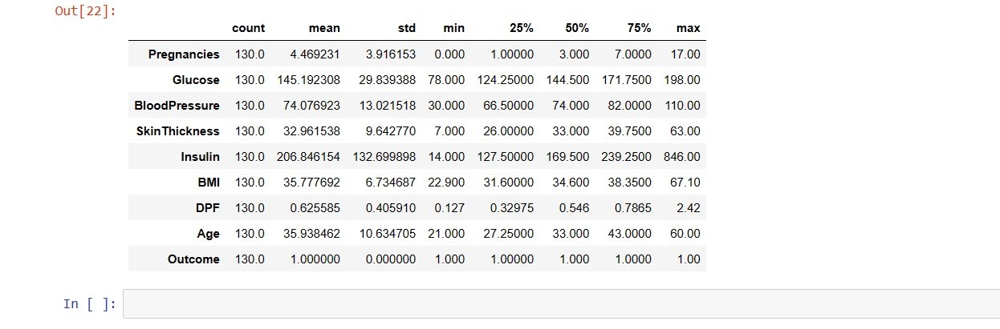 Out[22]:
count mean std min 25% 50% 75% max
Pregnancies 130.0 4.469231 3.916153 0.000 1.00000 3.000 7.0000 17.00
Glucose 130.0 145.192308 29.839388 78.000 124.25000 144.500 171.7500 198.00
BloodPressure 130.0 74.076923 13.021518 30.000 66.50000 74.000 82.0000 110.00
SkinThickness 130.0 32.961538 9.642770 7.000 26.00000 33.000 39.7500 63.00
Insulin 130.0 206.846154 132.699898 14.000 127.50000 169.500 239.2500 846.00
BMI 130.0 35.777692 6.734687 22.900 31.60000 34.600 38.3500 67.10
DPF 130.0 0.625585 0.405910 0.127 0.32975 0.546 0.7865 2.42
Age 130.0 35.938462 10.634705 21.000 27.25000 33.000 43.0000 60.00
Outcome 130.0 1.000000 0.000000 1.000 1.00000 1.000 1.0000 1.00
In [ ]: